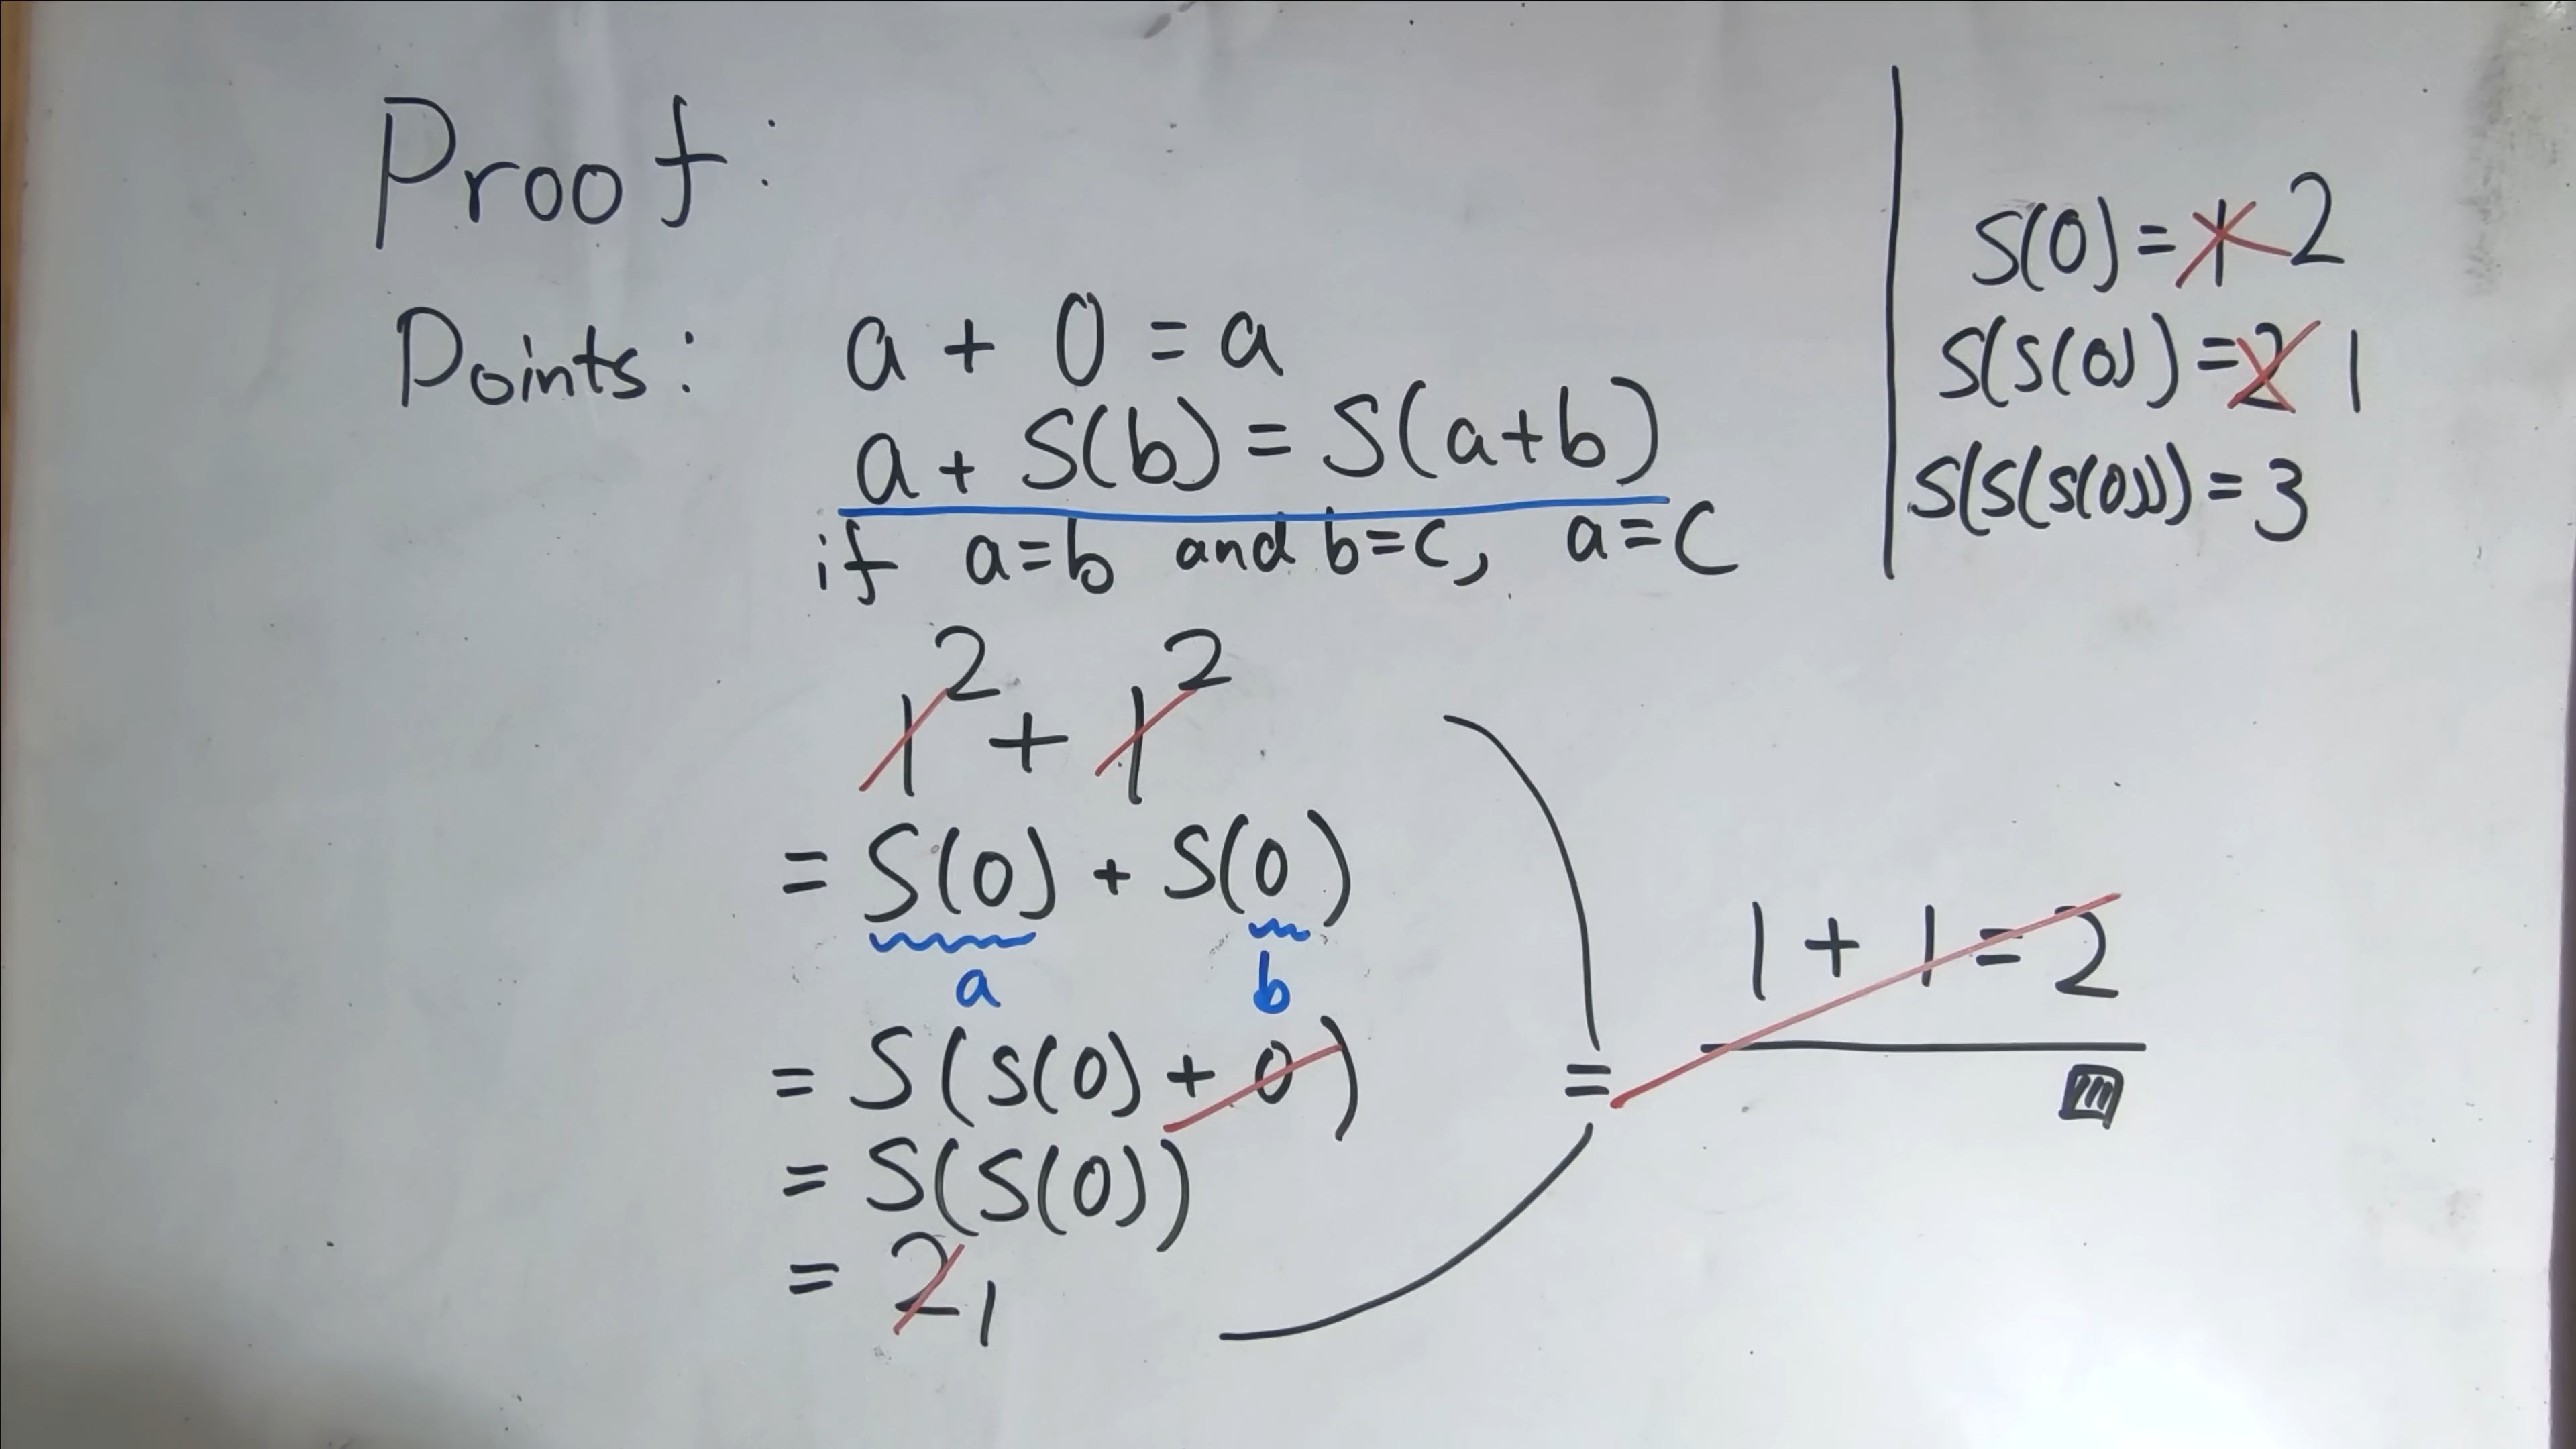 Proof:
Points: a + 0 = a
a + S(b) = S(a+b)
if a=b and b=c, a=c
S(0) = 1 2
S(S(0)) = 2 1
S(S(S(0))) = 3
1 2 + 1 2
= S(0) + S(0)
a b
= S(S(0) + 0)
= S(S(0))
= 2 1
= 1 + 1 = 2